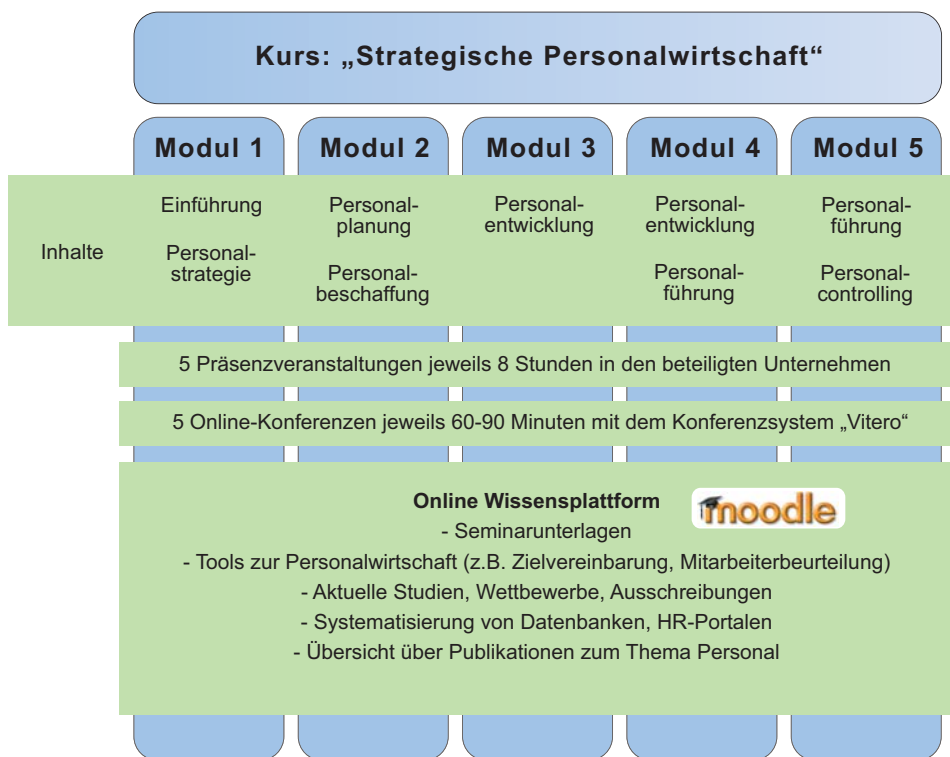 Kurs: „Strategische Personalwirtschaft“
Modul 1
Modul 2
Modul 3
Modul 4
Modul 5
Inhalte
Einführung
Personal-
strategie
Personal-
planung
Personal-
beschaffung
Personal-
entwicklung
Personal-
entwicklung
Personal-
führung
Personal-
führung
Personal-
controlling
5 Präsenzveranstaltungen jeweils 8 Stunden in den beteiligten Unternehmen
5 Online-Konferenzen jeweils 60-90 Minuten mit dem Konferenzsystem „Vitero“
Online Wissensplattform
moodle
- Seminarunterlagen
- Tools zur Personalwirtschaft (z.B. Zielvereinbarung, Mitarbeiterbeurteilung)
- Aktuelle Studien, Wettbewerbe, Ausschreibungen
- Systematisierung von Datenbanken, HR-Portalen
- Übersicht über Publikationen zum Thema Personal